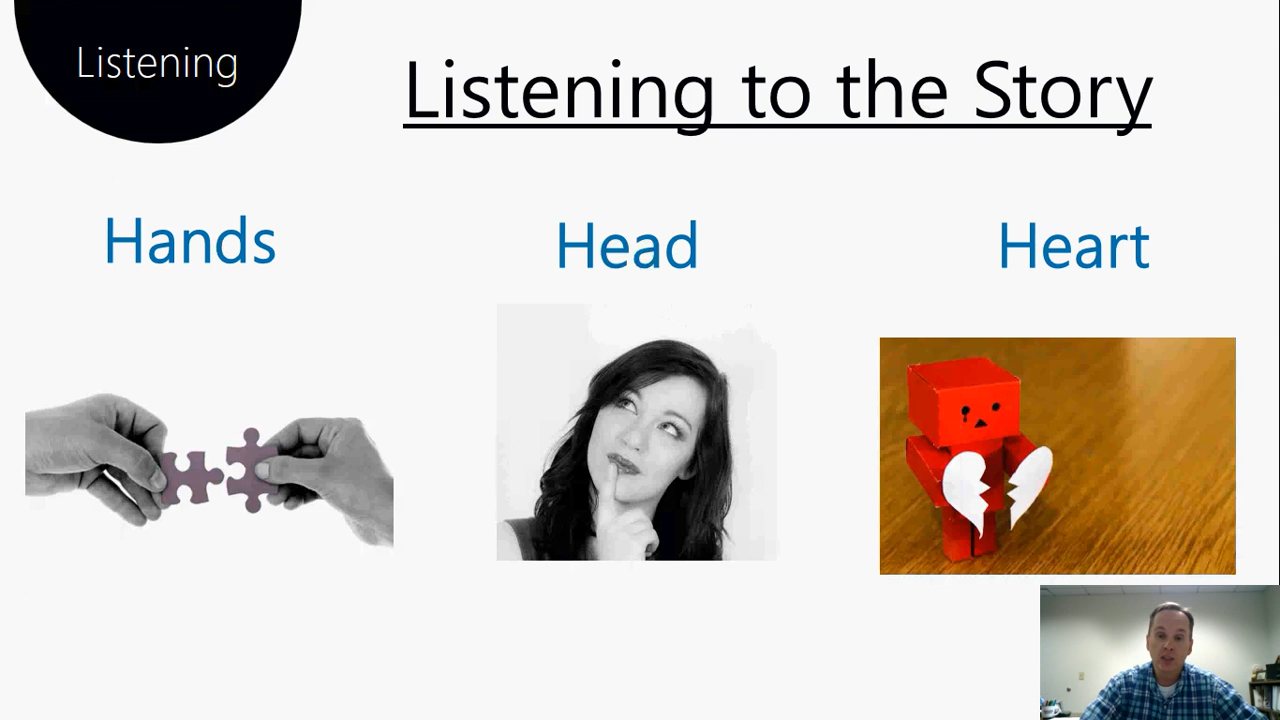 Listening
Listening to the Story
Hands
Head
Heart